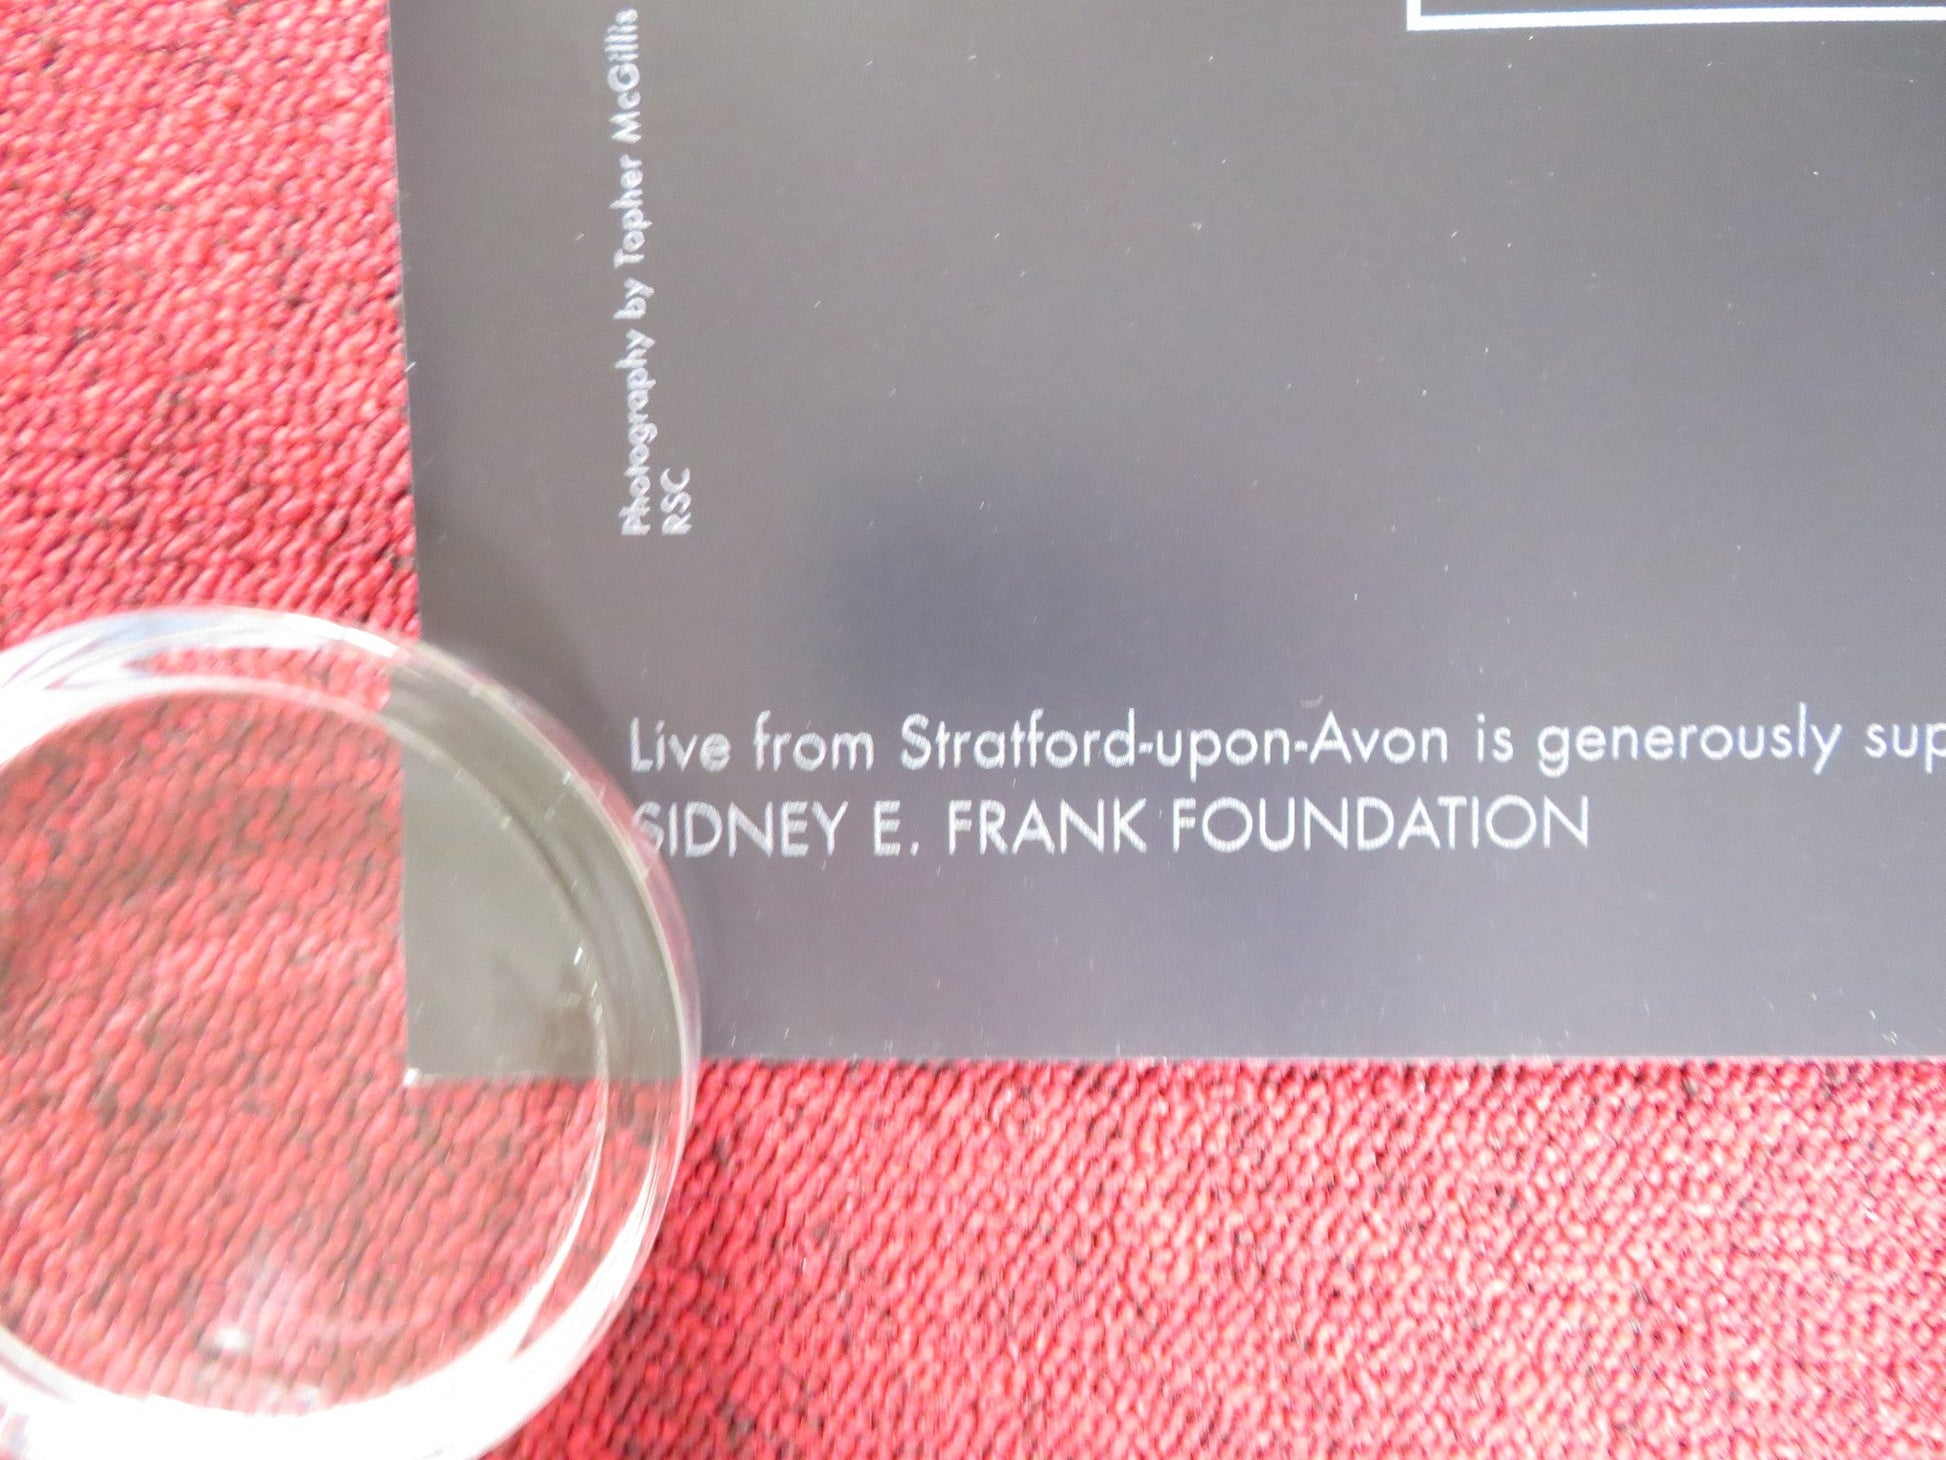 Photography by Topher McGillis
RSC
Live from Stratford-upon-Avon is generously sup
SIDNEY E. FRANK FOUNDATION